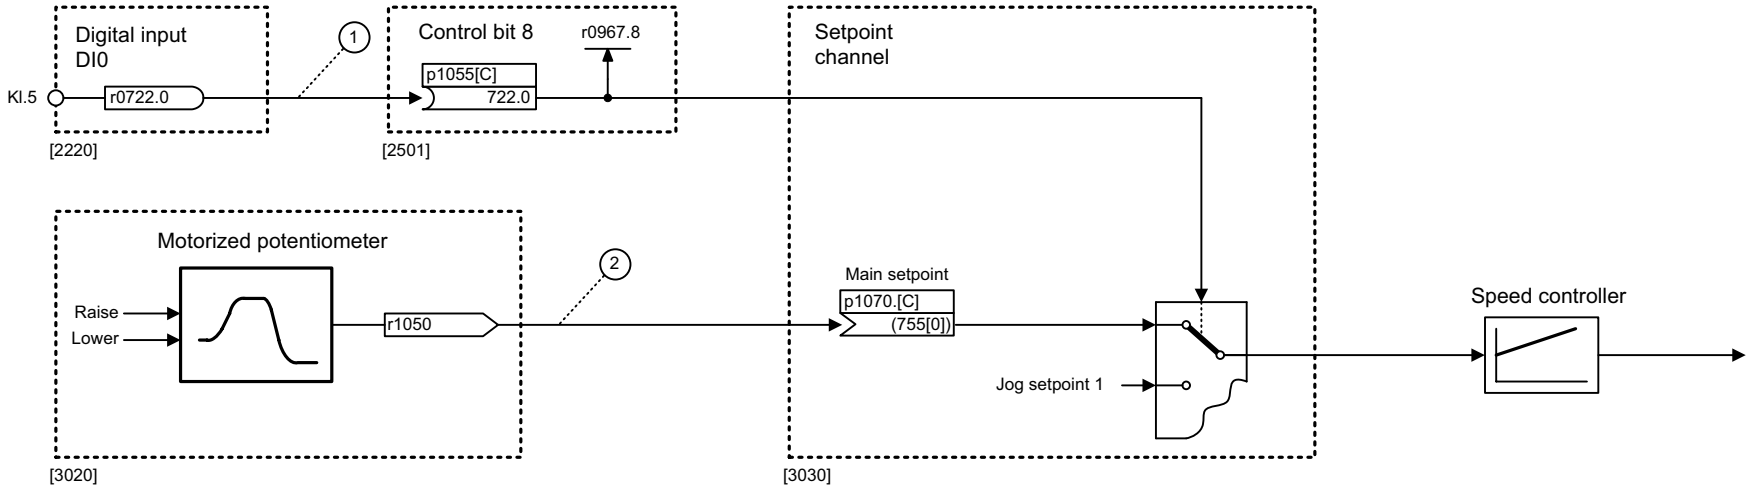 Digital input
DI0
Kl.5
r0722.0
[2220]
1
Control bit 8
r0967.8
p1055[C]
722.0
[2501]
Setpoint
channel
Motorized potentiometer
Raise
Lower
r1050
[3020]
2
Main setpoint
p1070.[C]
(755[0])
Jog setpoint 1
[3030]
Speed controller